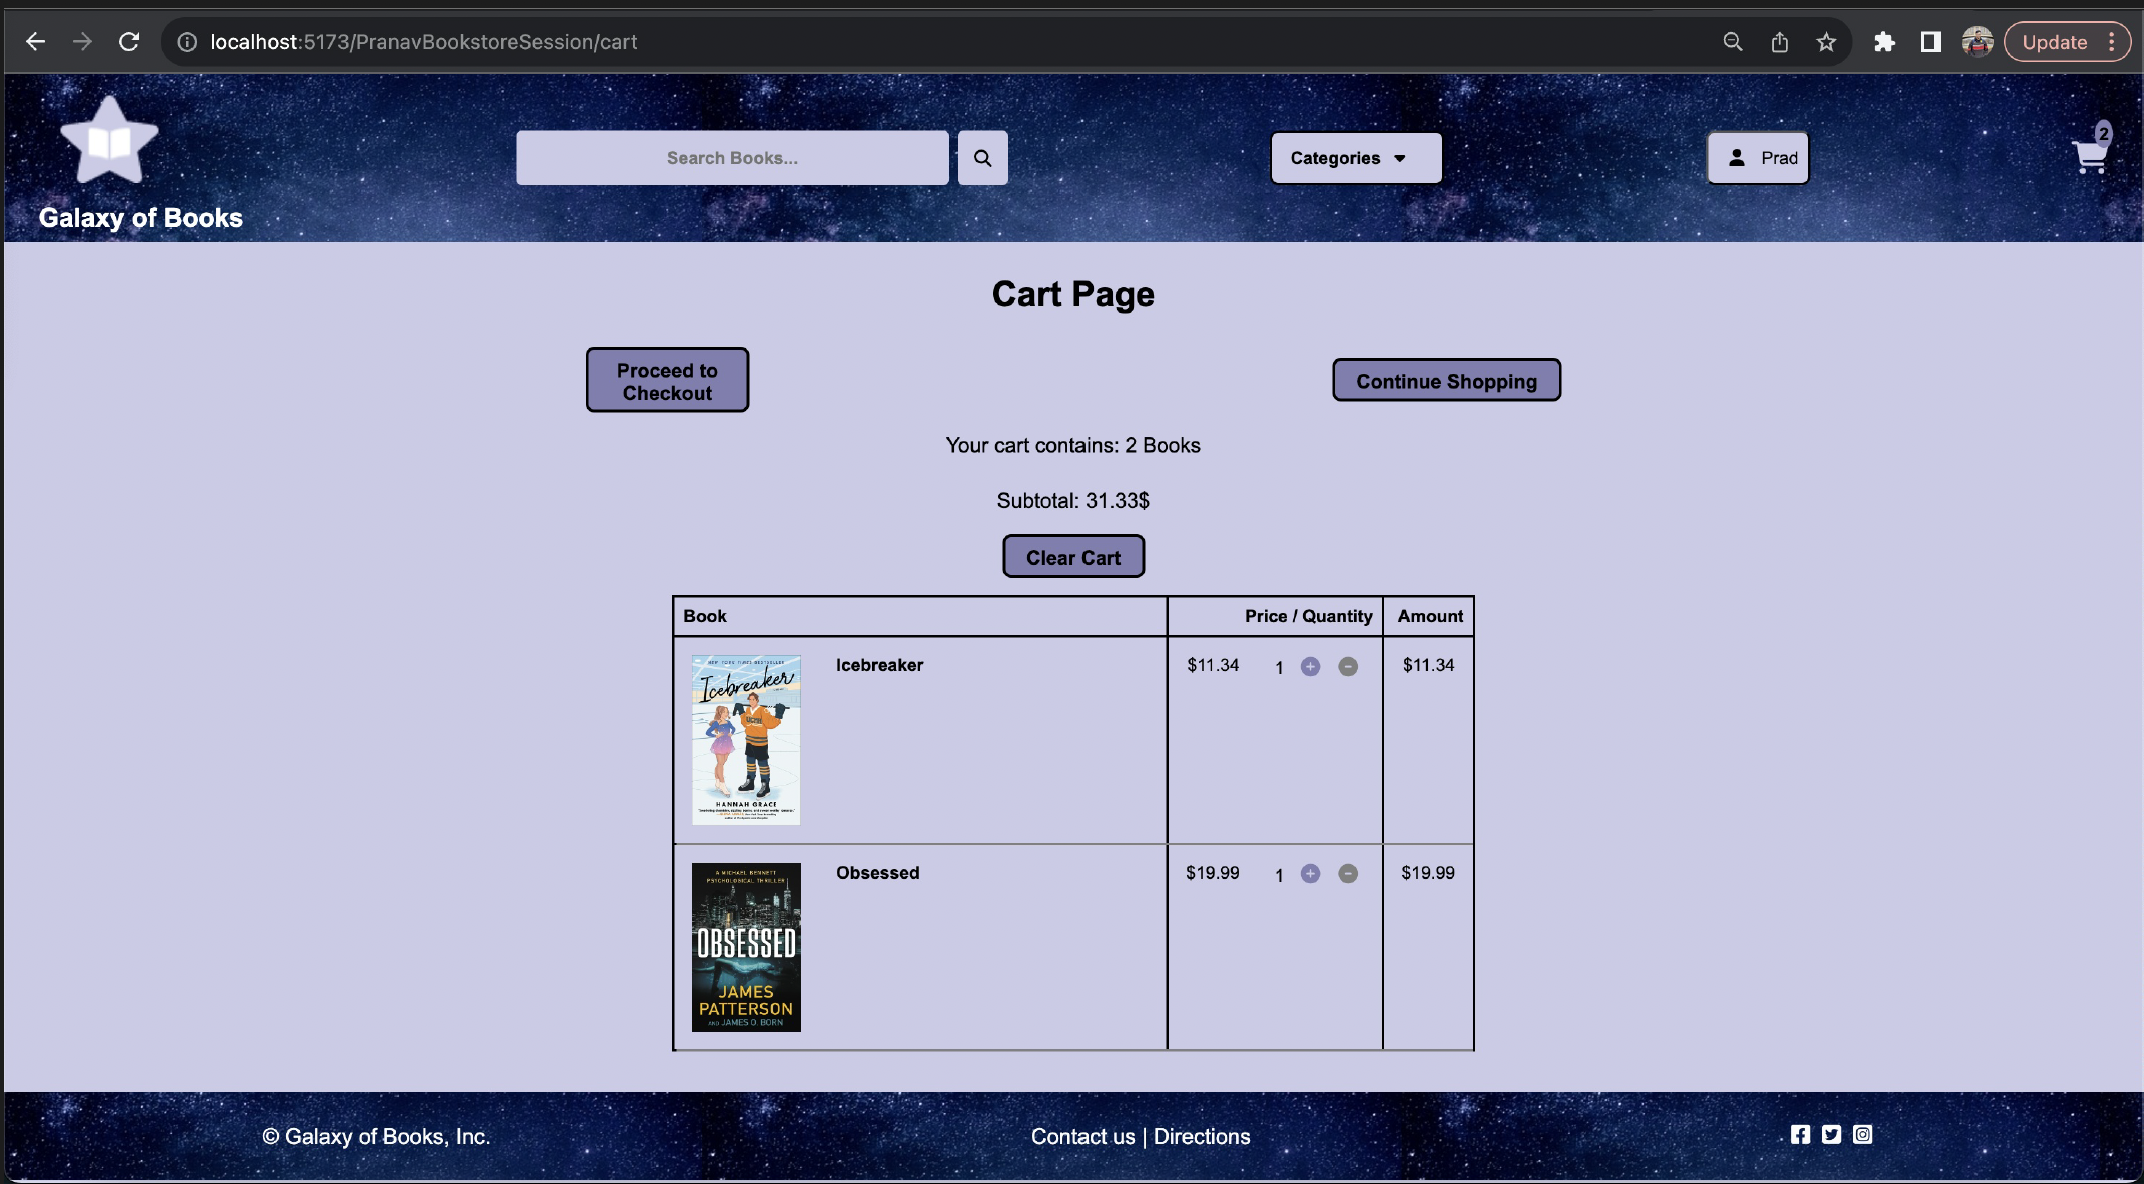 localhost:5173/PranavBookstoreSession/cart
Update
Galaxy of Books
Search Books...
Categories
Prad
2
Cart Page
Proceed to
Checkout
Continue Shopping
Your cart contains: 2 Books
Subtotal: 31.33$
Clear Cart
Book Price / Quantity Amount
NEW YORK TIMES BESTSELLER
Icebreaker
HANNAH GRACE
Icebreaker
$11.34 1 + - $11.34
A MICHAEL BENNETT
PSYCHOLOGICAL THRILLER
OBSESSED
JAMES
PATTERSON
AND JAMES O. BORN
Obsessed
$19.99 1 + - $19.99
© Galaxy of Books, Inc.
Contact us | Directions